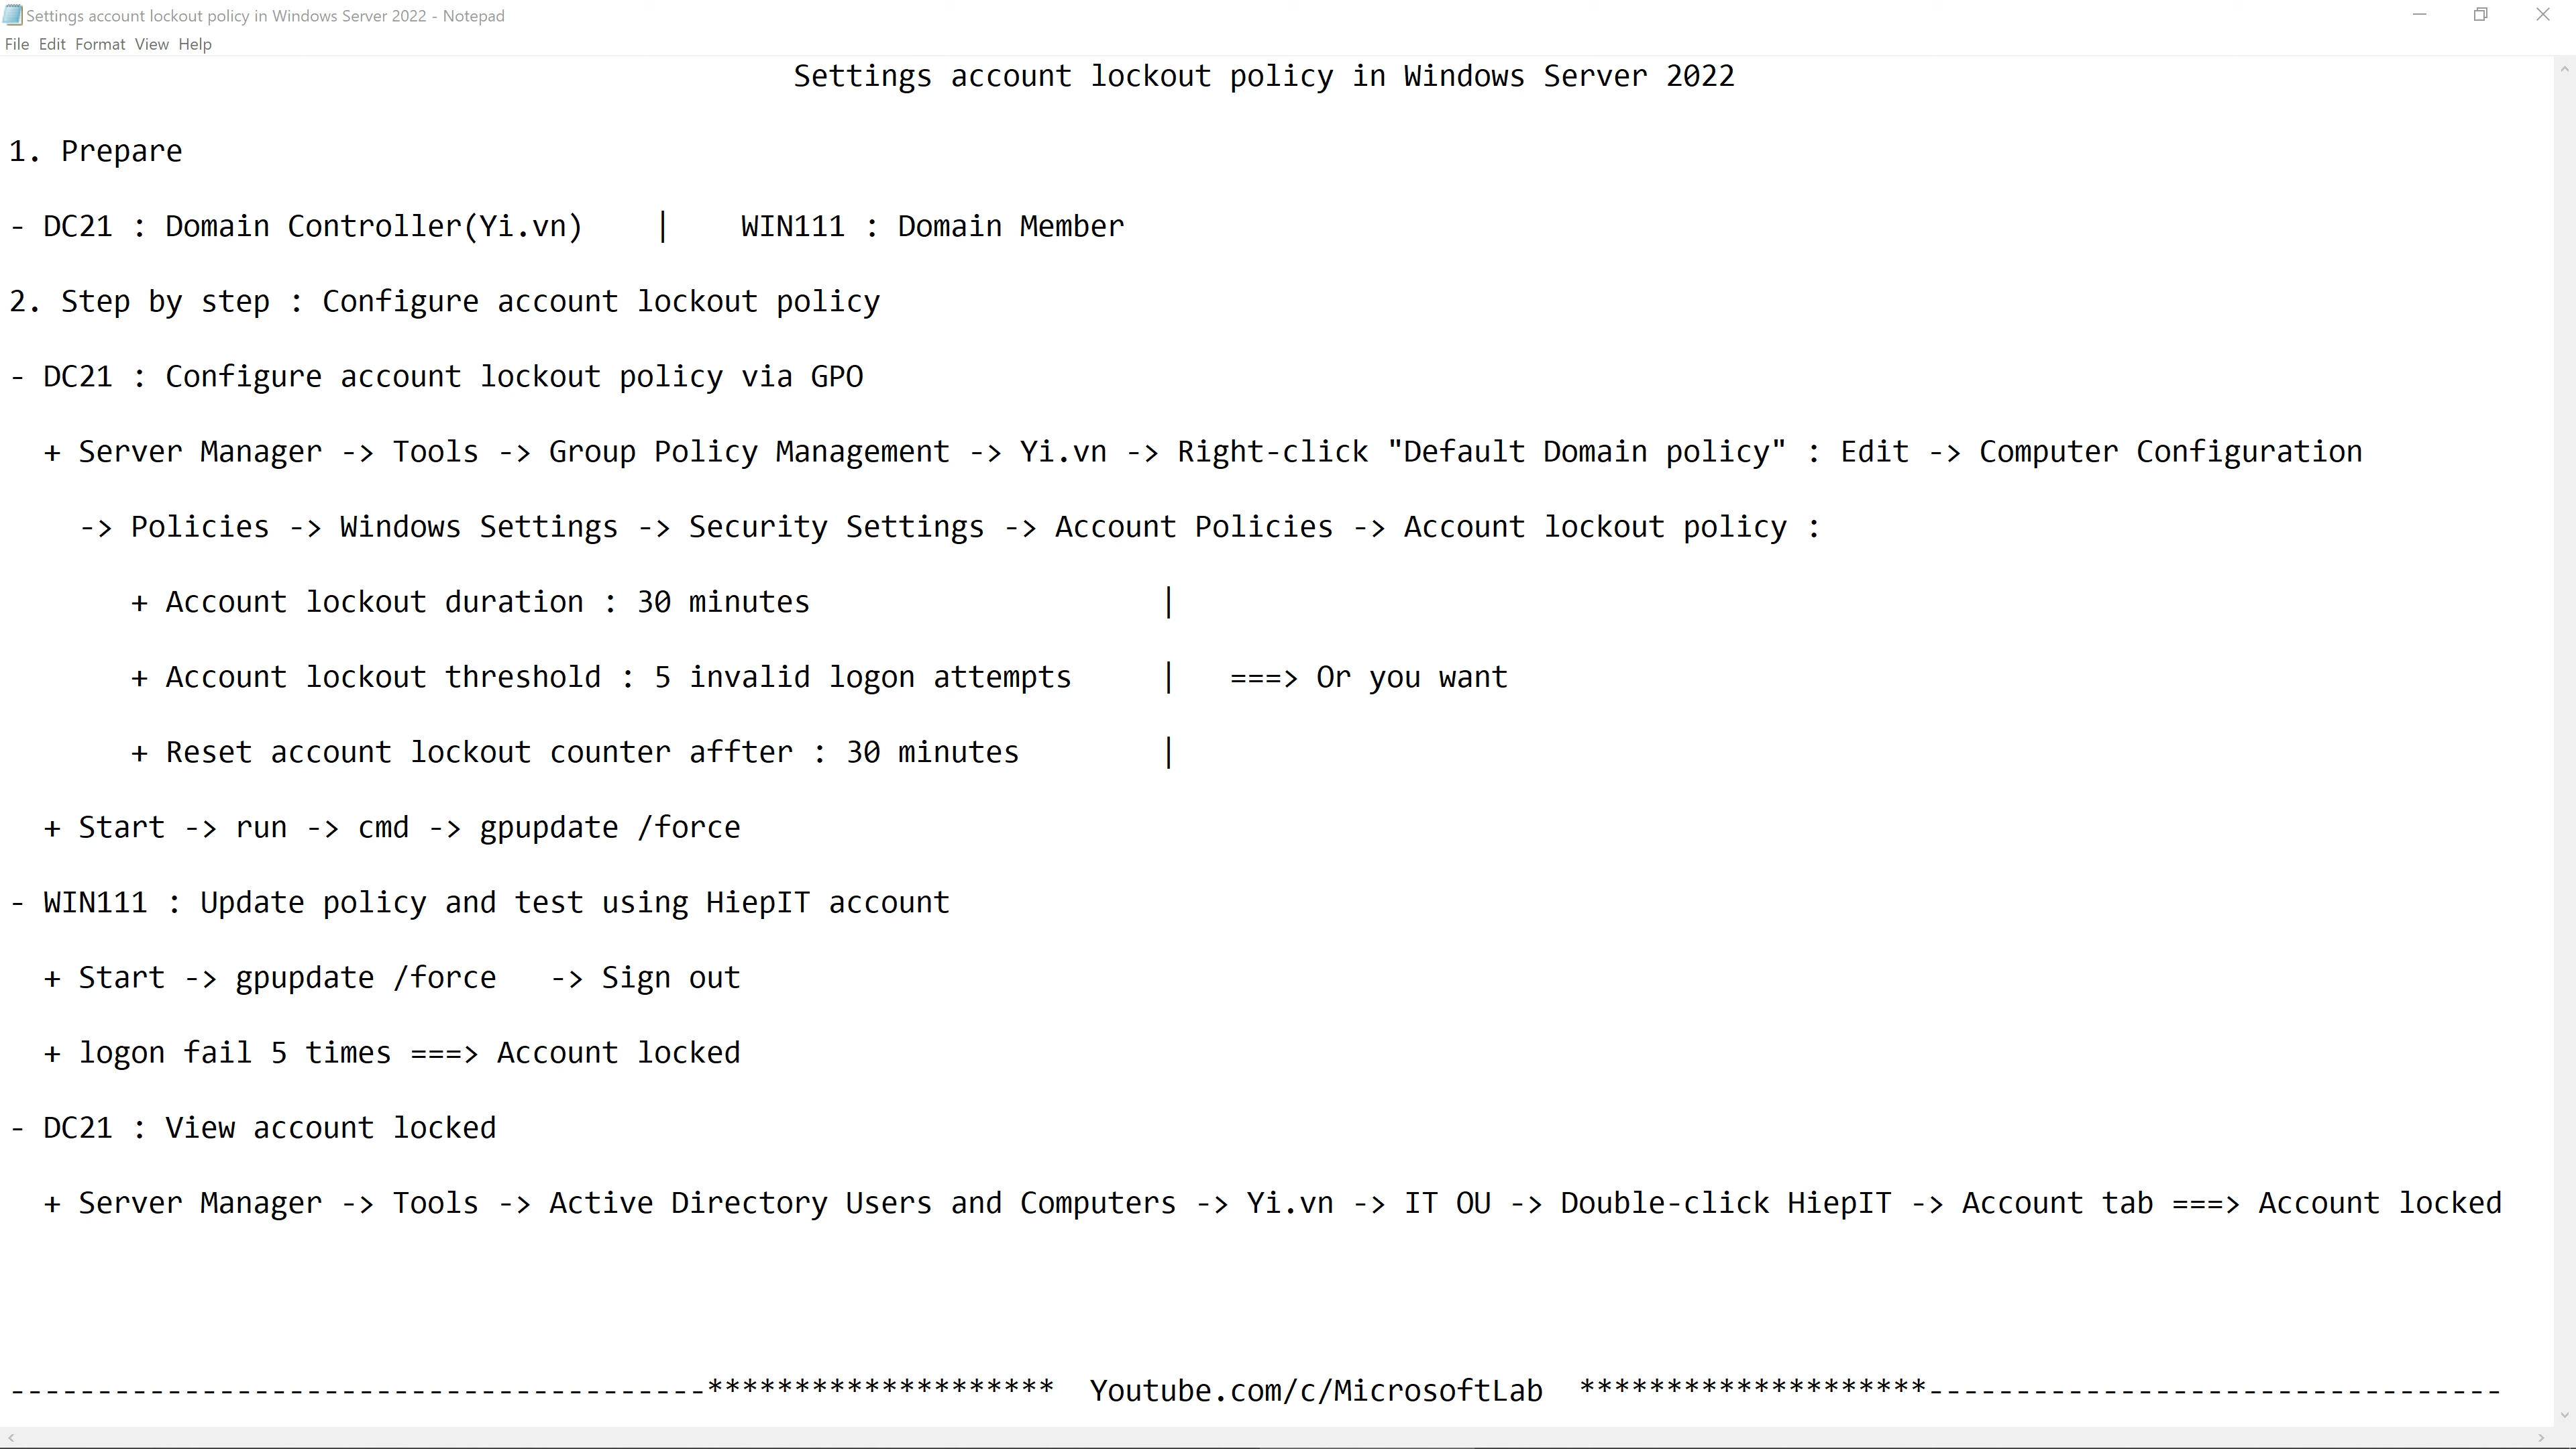 Settings account lockout policy in Windows Server 2022 - Notepad
File Edit Format View Help
Settings account lockout policy in Windows Server 2022
1. Prepare
- DC21 : Domain Controller(Yi.vn) | WIN111 : Domain Member
2. Step by step : Configure account lockout policy
- DC21 : Configure account lockout policy via GPO
+ Server Manager -> Tools -> Group Policy Management -> Yi.vn -> Right-click "Default Domain policy" : Edit -> Computer Configuration
-> Policies -> Windows Settings -> Security Settings -> Account Policies -> Account lockout policy :
+ Account lockout duration : 30 minutes |
+ Account lockout threshold : 5 invalid logon attempts | ===> Or you want
+ Reset account lockout counter affter : 30 minutes |
+ Start -> run -> cmd -> gpupdate /force
- WIN111 : Update policy and test using HiepIT account
+ Start -> gpupdate /force -> Sign out
+ logon fail 5 times ===> Account locked
- DC21 : View account locked
+ Server Manager -> Tools -> Active Directory Users and Computers -> Yi.vn -> IT OU -> Double-click HiepIT -> Account tab ===> Account locked
----------------------------------------******************** Youtube.com/c/MicrosoftLab ********************---------------------------------